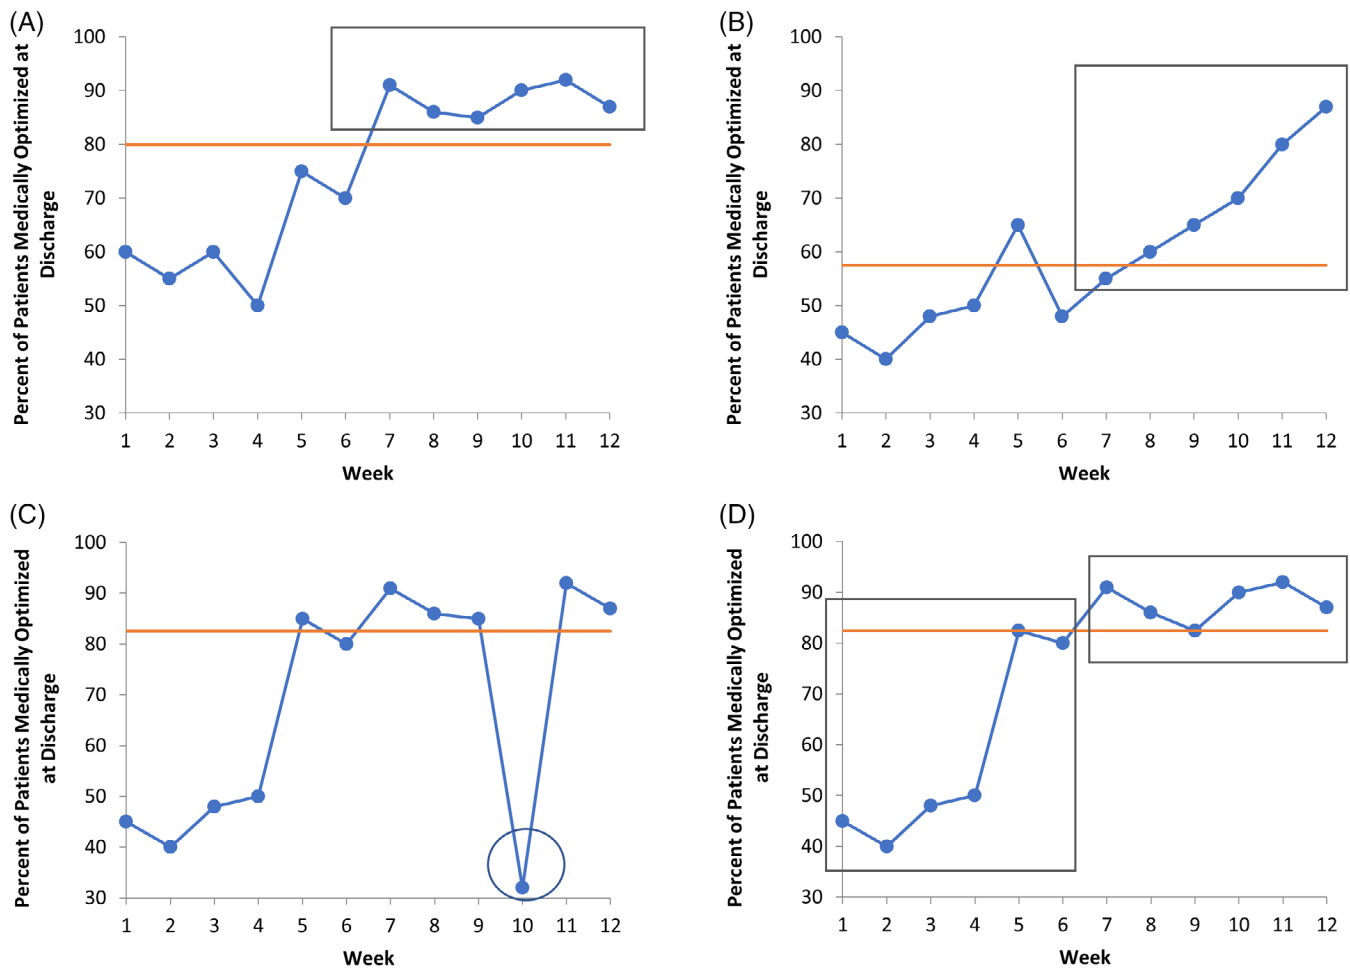 (A)
Percent of Patients Medically Optimized at
Discharge
100
90
80
70
60
50
40
30
1 2 3 4 5 6 7 8 9 10 11 12
Week
(B)
Percent of Patients Medically Optimized at
Discharge
100
90
80
70
60
50
40
30
1 2 3 4 5 6 7 8 9 10 11 12
Week
(C)
Percent of Patients Medically Optimized
at Discharge
100
90
80
70
60
50
40
30
1 2 3 4 5 6 7 8 9 10 11 12
Week
(D)
Percent of Patients Medically Optimized
at Discharge
100
90
80
70
60
50
40
30
1 2 3 4 5 6 7 8 9 10 11 12
Week